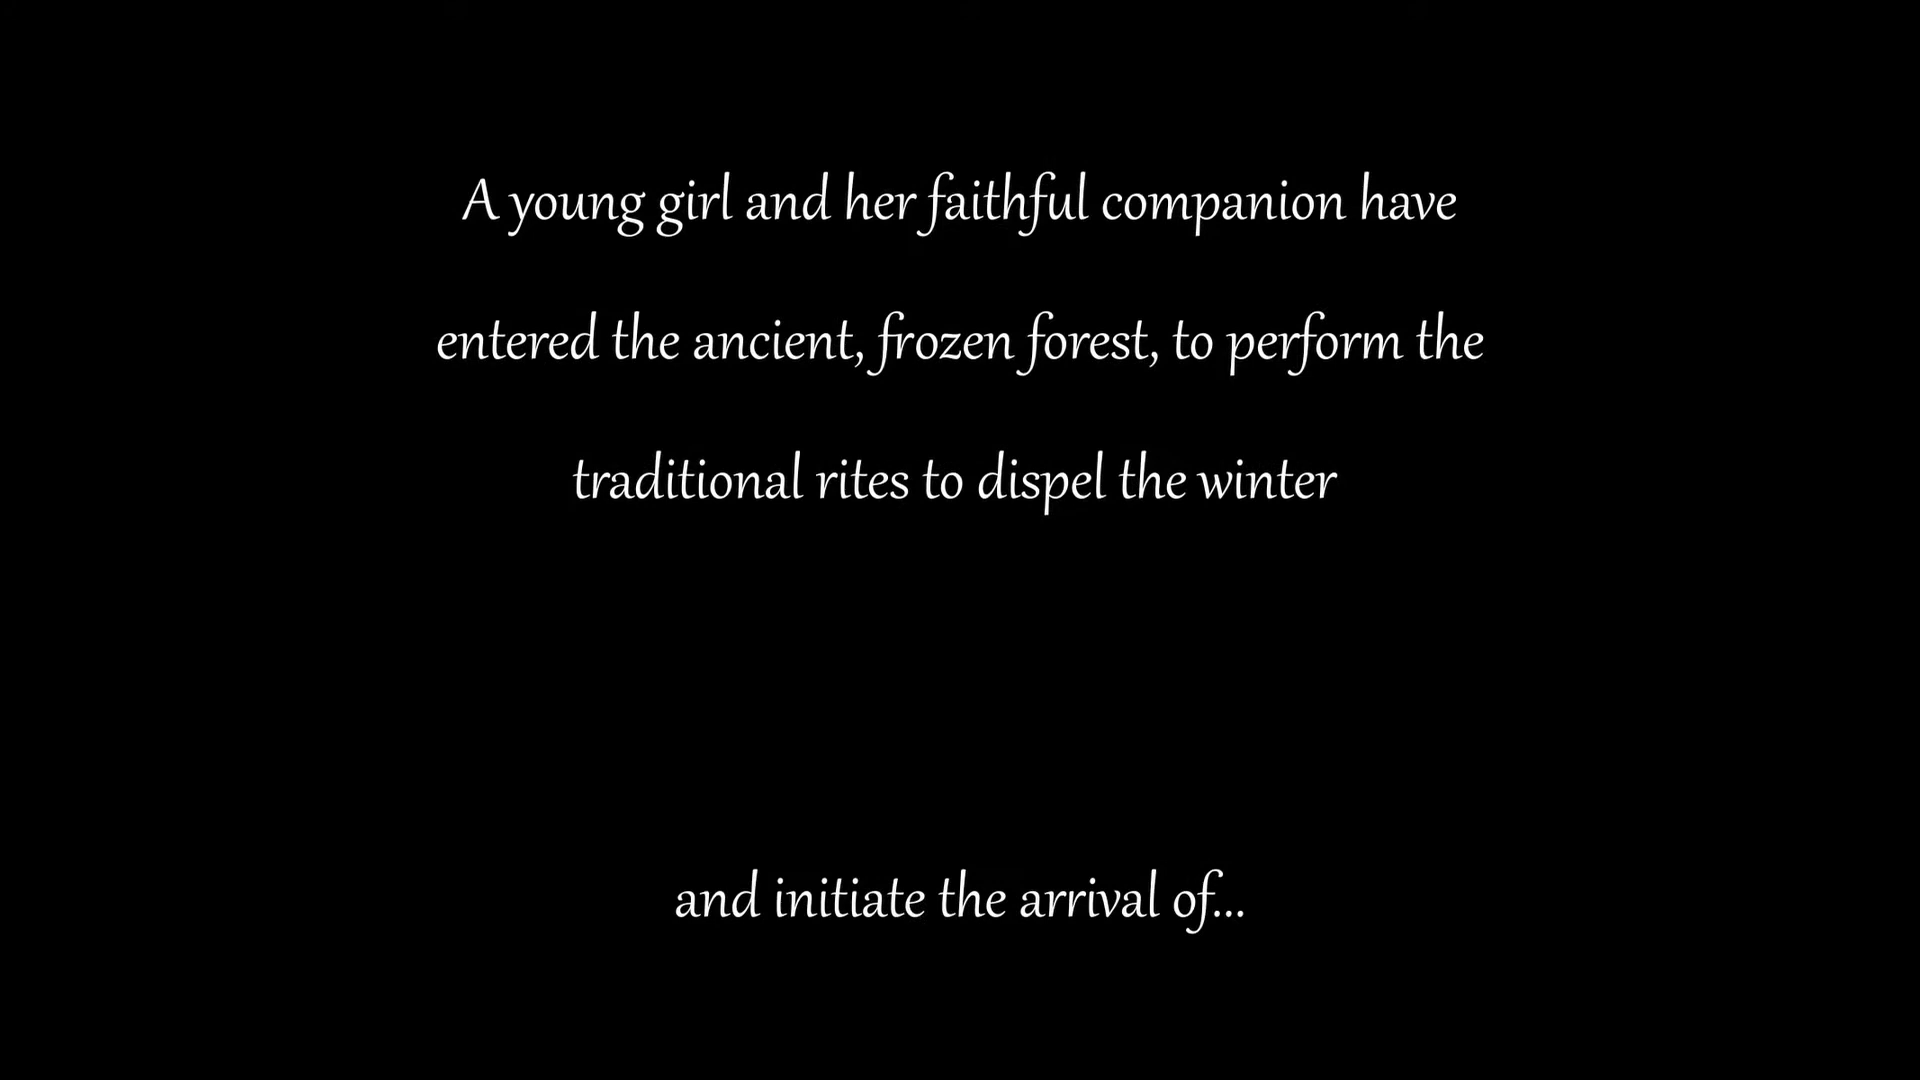 A young girl and her faithful companion have
entered the ancient, frozen forest, to perform the
traditional rites to dispel the winter
and initiate the arrival of...